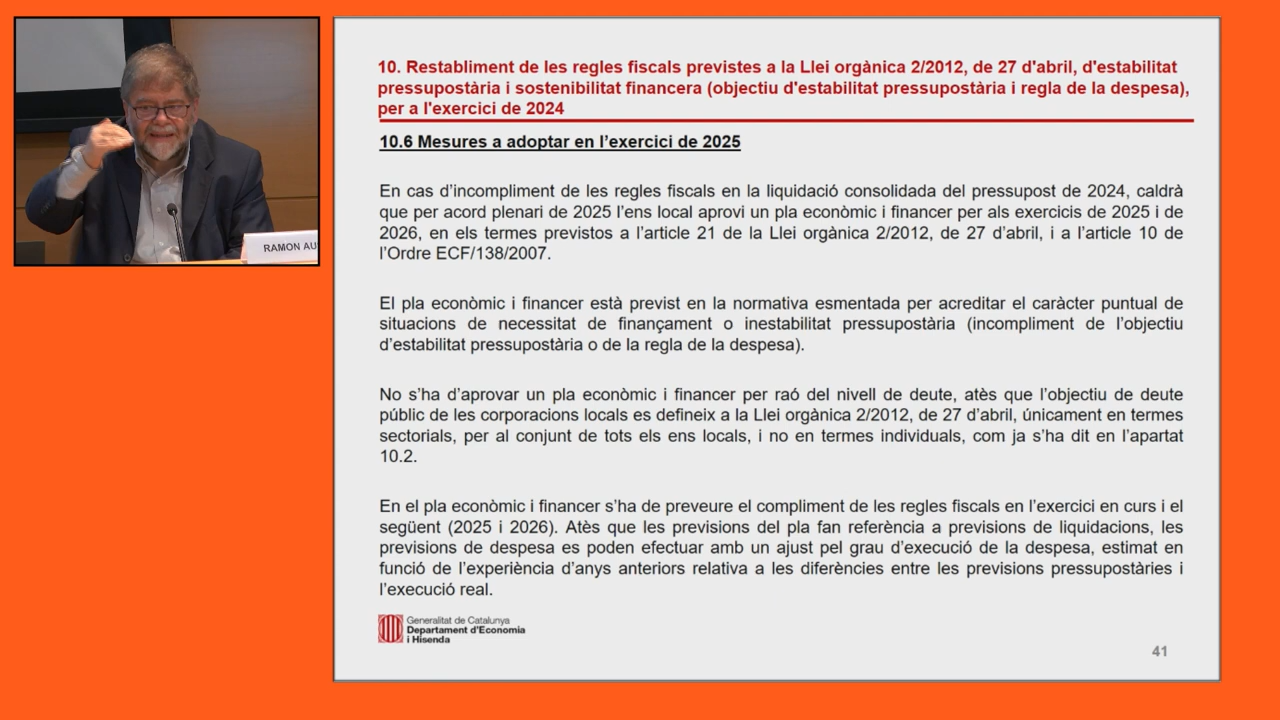 RAMON AU
10. Restabliment de les regles fiscals previstes a la Llei orgànica 2/2012, de 27 d'abril, d'estabilitat
pressupostària i sostenibilitat financera (objectiu d'estabilitat pressupostària i regla de la despesa),
per a l'exercici de 2024
10.6 Mesures a adoptar en l’exercici de 2025
En cas d’incompliment de les regles fiscals en la liquidació consolidada del pressupost de 2024, caldrà
que per acord plenari de 2025 l’ens local aprovi un pla econòmic i financer per als exercicis de 2025 i de
2026, en els termes previstos a l’article 21 de la Llei orgànica 2/2012, de 27 d’abril, i a l’article 10 de
l’Ordre ECF/138/2007.
El pla econòmic i financer està previst en la normativa esmentada per acreditar el caràcter puntual de
situacions de necessitat de finançament o inestabilitat pressupostària (incompliment de l’objectiu
d’estabilitat pressupostària o de la regla de la despesa).
No s’ha d’aprovar un pla econòmic i financer per raó del nivell de deute, atès que l’objectiu de deute
públic de les corporacions locals es defineix a la Llei orgànica 2/2012, de 27 d’abril, únicament en termes
sectorials, per al conjunt de tots els ens locals, i no en termes individuals, com ja s’ha dit en l’apartat
10.2.
En el pla econòmic i financer s’ha de preveure el compliment de les regles fiscals en l’exercici en curs i el
següent (2025 i 2026). Atès que les previsions del pla fan referència a previsions de liquidacions, les
previsions de despesa es poden efectuar amb un ajust pel grau d’execució de la despesa, estimat en
funció de l’experiència d’anys anteriors relativa a les diferències entre les previsions pressupostàries i
l’execució real.
Generalitat de Catalunya
Departament d'Economia
i Hisenda
41